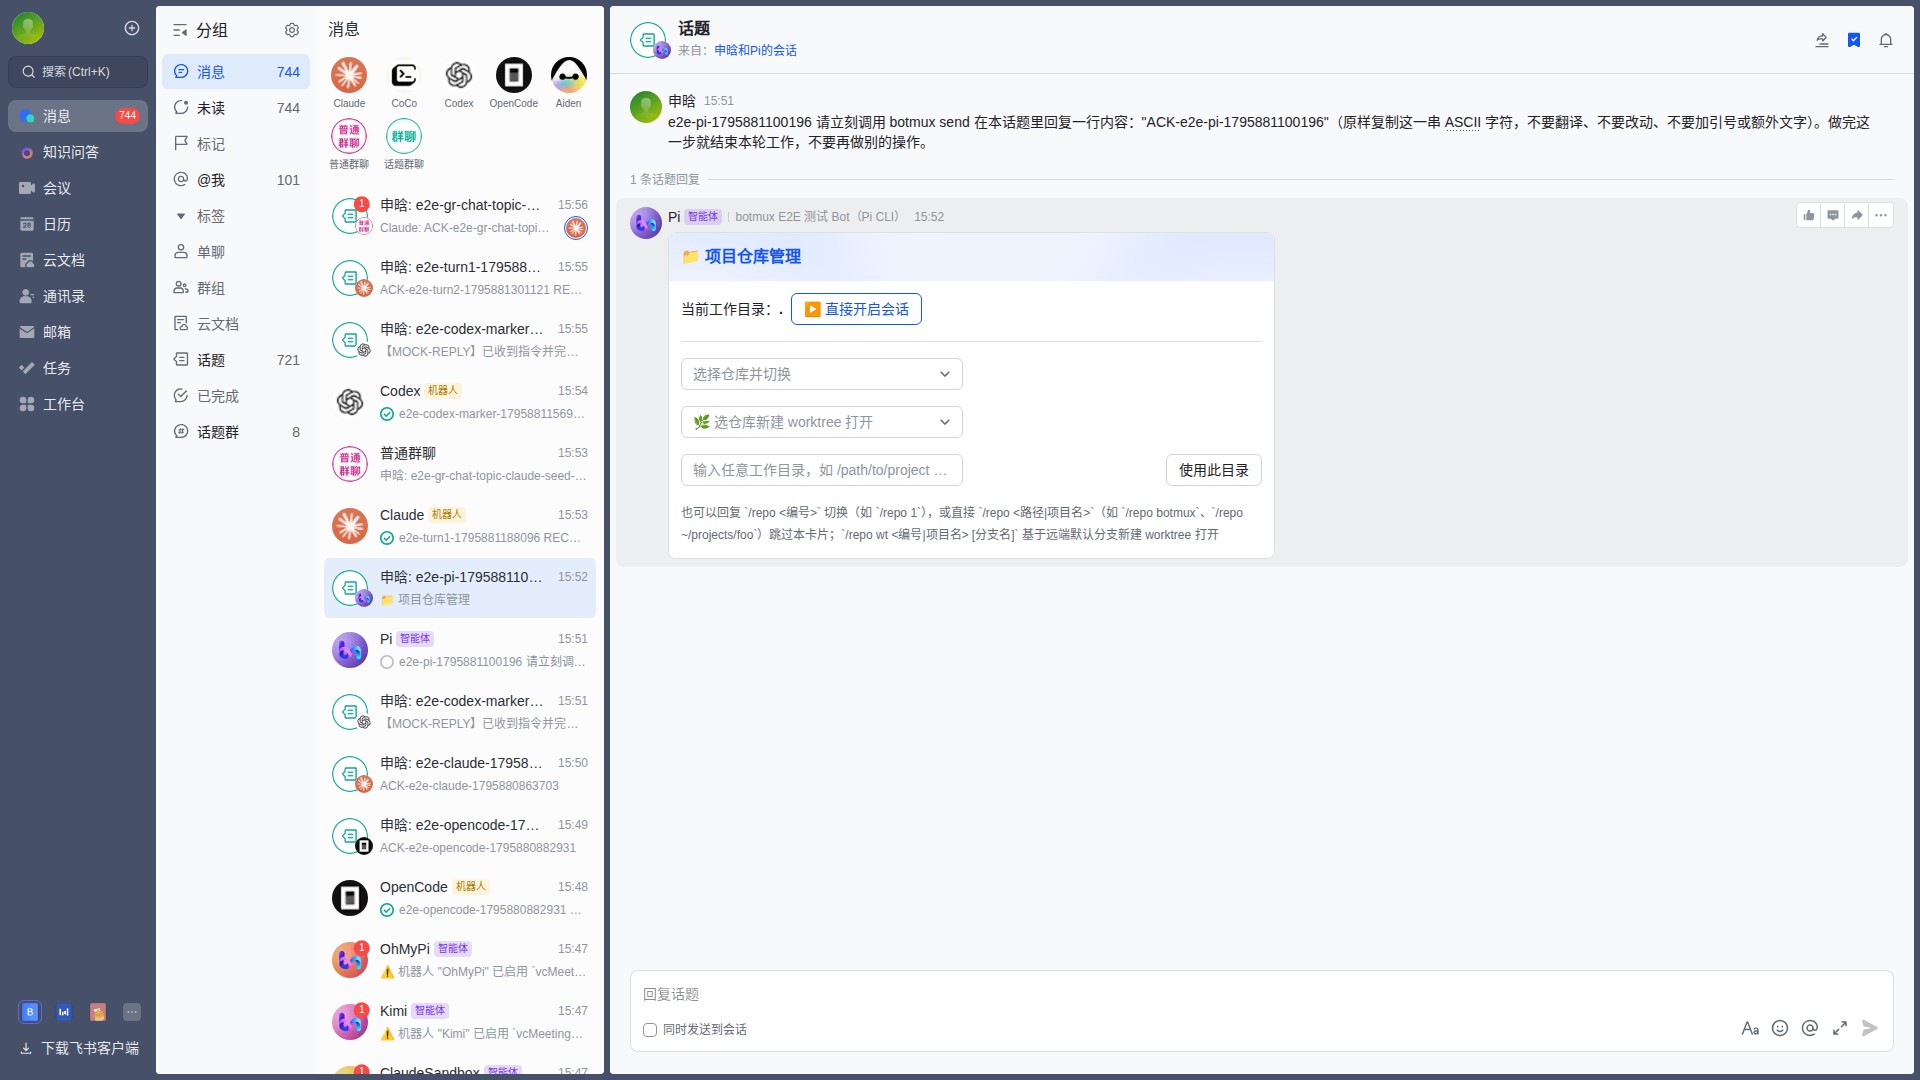 搜索 (Ctrl+K)
消息 744
知识问答
会议
日历
云文档
通讯录
邮箱
任务
工作台
下载飞书客户端
分组
消息 744
未读 744
标记
@我 101
标签
单聊
群组
云文档
话题 721
已完成
话题群 8
消息
Claude CoCo Codex OpenCode Aiden
普通群聊 群聊
普通群聊 话题群聊
1 申晗: e2e-gr-chat-topic-... 15:56
Claude: ACK-e2e-gr-chat-topi...
申晗: e2e-turn1-179588... 15:55
ACK-e2e-turn2-1795881301121 RE...
申晗: e2e-codex-marker... 15:55
【MOCK-REPLY】已收到指令并完...
Codex 机器人 15:54
e2e-codex-marker-17958811569...
普通群聊 普通群聊 15:53
申晗: e2e-gr-chat-topic-claude-seed-...
Claude 机器人 15:53
e2e-turn1-1795881188096 REC...
申晗: e2e-pi-179588110... 15:52
📁 项目仓库管理
Pi 智能体 15:51
e2e-pi-1795881100196 请立刻调...
申晗: e2e-codex-marker... 15:51
【MOCK-REPLY】已收到指令并完...
申晗: e2e-claude-17958... 15:50
ACK-e2e-claude-1795880863703
申晗: e2e-opencode-17... 15:49
ACK-e2e-opencode-1795880882931
OpenCode 机器人 15:48
e2e-opencode-1795880882931 ...
1 OhMyPi 智能体 15:47
⚠️ 机器人 "OhMyPi" 已启用 `vcMeet...
1 Kimi 智能体 15:47
⚠️ 机器人 "Kimi" 已启用 `vcMeeting...
1 ClaudeSandbox 智能体 15:47
话题
来自：申晗和Pi的会话
申晗 15:51
e2e-pi-1795881100196 请立刻调用 botmux send 在本话题里回复一行内容："ACK-e2e-pi-1795881100196"（原样复制这一串 ASCII 字符，不要翻译、不要改动、不要加引号或额外文字）。做完这
一步就结束本轮工作，不要再做别的操作。
1 条话题回复
Pi 智能体 botmux E2E 测试 Bot（Pi CLI） 15:52
📁 项目仓库管理
当前工作目录：. ▶️ 直接开启会话
选择仓库并切换
🌿 选仓库新建 worktree 打开
输入任意工作目录，如 /path/to/project ... 使用此目录
也可以回复 `/repo <编号>` 切换（如 `/repo 1`），或直接 `/repo <路径|项目名>`（如 `/repo botmux`、`/repo
~/projects/foo`）跳过本卡片；`/repo wt <编号|项目名> [分支名]` 基于远端默认分支新建 worktree 打开
回复话题
同时发送到会话